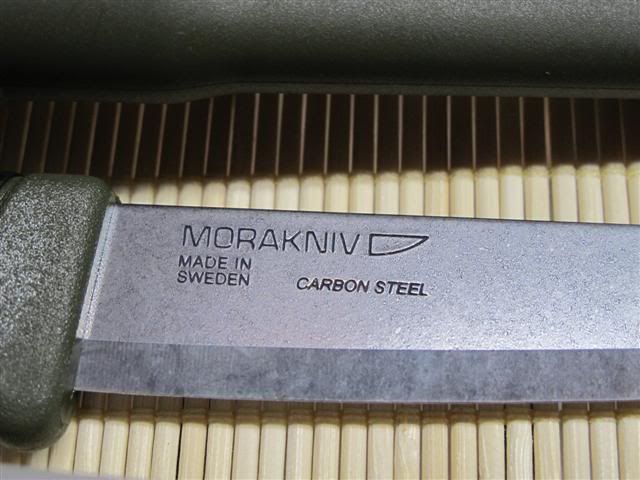 MORAKNIV
MADE IN
SWEDEN
CARBON STEEL